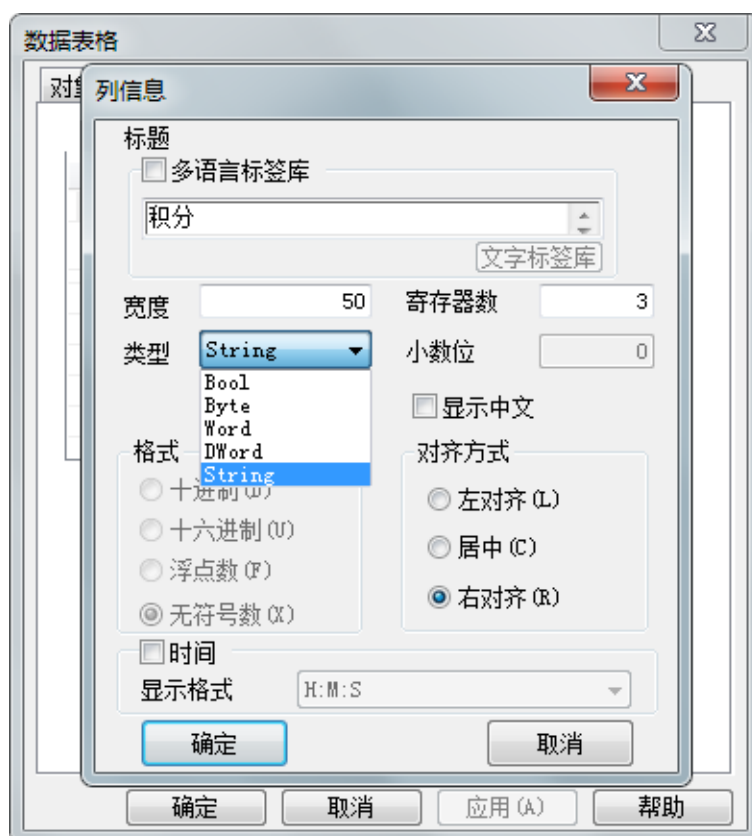 数据表格
列信息
标题
多语言标签库
积分
文字标签库
宽度 50 寄存器数 3
类型 String 小数位 0
Bool
Byte
Word
DWord
String
显示中文
格式
十进制(D)
十六进制(U)
浮点数(F)
无符号数(X)
对齐方式
左对齐(L)
居中(C)
右对齐(R)
时间
显示格式 H:M:S
确定 取消
确定 取消 应用(A) 帮助